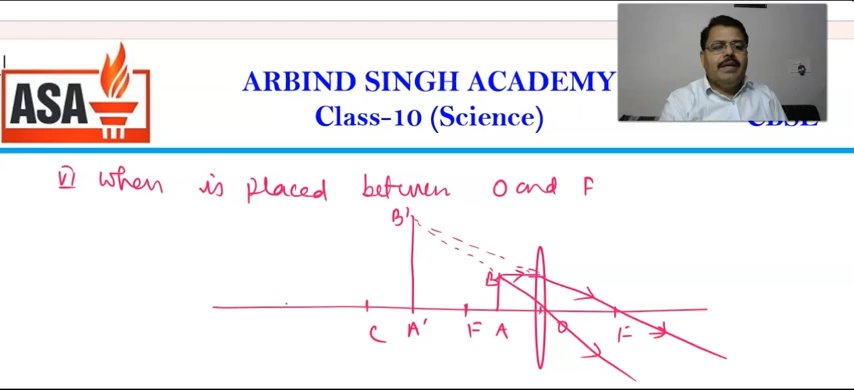 ASA
ARBIND SINGH ACADEMY
Class-10 (Science)
CBSE
VI) When is placed between O and F
B'
B
C A' F A O F